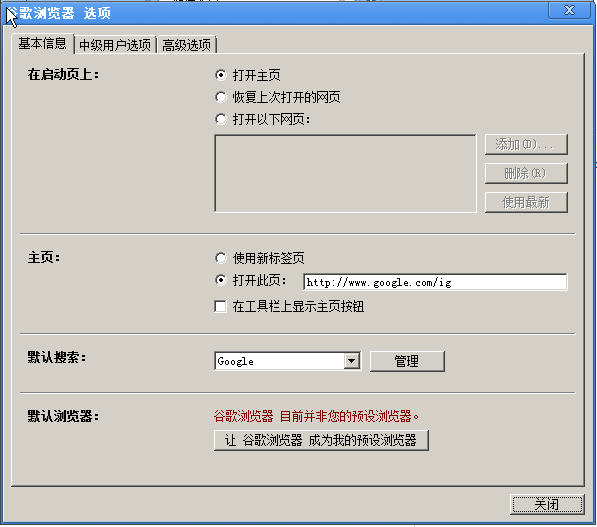 谷歌浏览器 选项
基本信息 中级用户选项 高级选项
在启动页上: 打开主页
恢复上次打开的网页
打开以下网页:
添加(D)...
删除(R)
使用最新
主页: 使用新标签页
打开此页: http://www.google.com/ig
在工具栏上显示主页按钮
默认搜索: Google 管理
默认浏览器: 谷歌浏览器 目前并非您的预设浏览器。
让 谷歌浏览器 成为我的预设浏览器
关闭